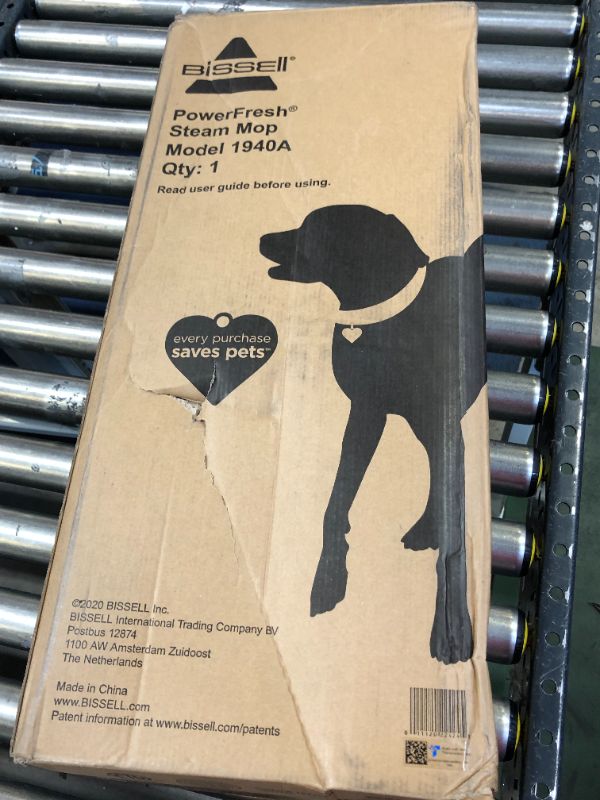 BISSELL®
PowerFresh®
Steam Mop
Model 1940A
Qty: 1
Read user guide before using.
every purchase
saves pets™
©2020 BISSELL Inc.
BISSELL International Trading Company BV
Postbus 12874
1100 AW Amsterdam Zuidoost
The Netherlands
Made in China
www.BISSELL.com
Patent information at www.bissell.com/patents